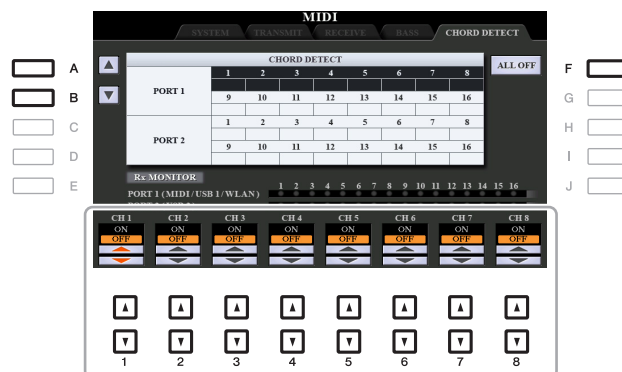 MIDI
SYSTEM TRANSMIT RECEIVE BASS CHORD DETECT
A
B
C
D
E
CHORD DETECT
ALL OFF
PORT 1
1 2 3 4 5 6 7 8
9 10 11 12 13 14 15 16
PORT 2
1 2 3 4 5 6 7 8
9 10 11 12 13 14 15 16
Rx MONITOR
1 2 3 4 5 6 7 8 9 10 11 12 13 14 15 16
PORT 1 (MIDI/USB 1/WLAN)
F
G
H
I
J
CH 1 CH 2 CH 3 CH 4 CH 5 CH 6 CH 7 CH 8
ON ON ON ON ON ON ON ON
OFF OFF OFF OFF OFF OFF OFF OFF
1 2 3 4 5 6 7 8